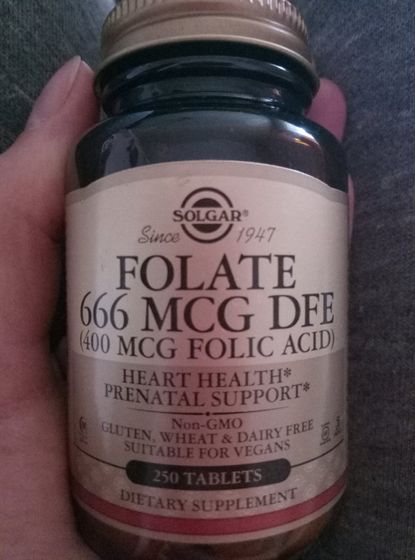 SOLGAR®
Since 1947
FOLATE
666 MCG DFE
(400 MCG FOLIC ACID)
HEART HEALTH*
PRENATAL SUPPORT*
Non-GMO
GLUTEN, WHEAT & DAIRY FREE
SUITABLE FOR VEGANS
250 TABLETS
DIETARY SUPPLEMENT